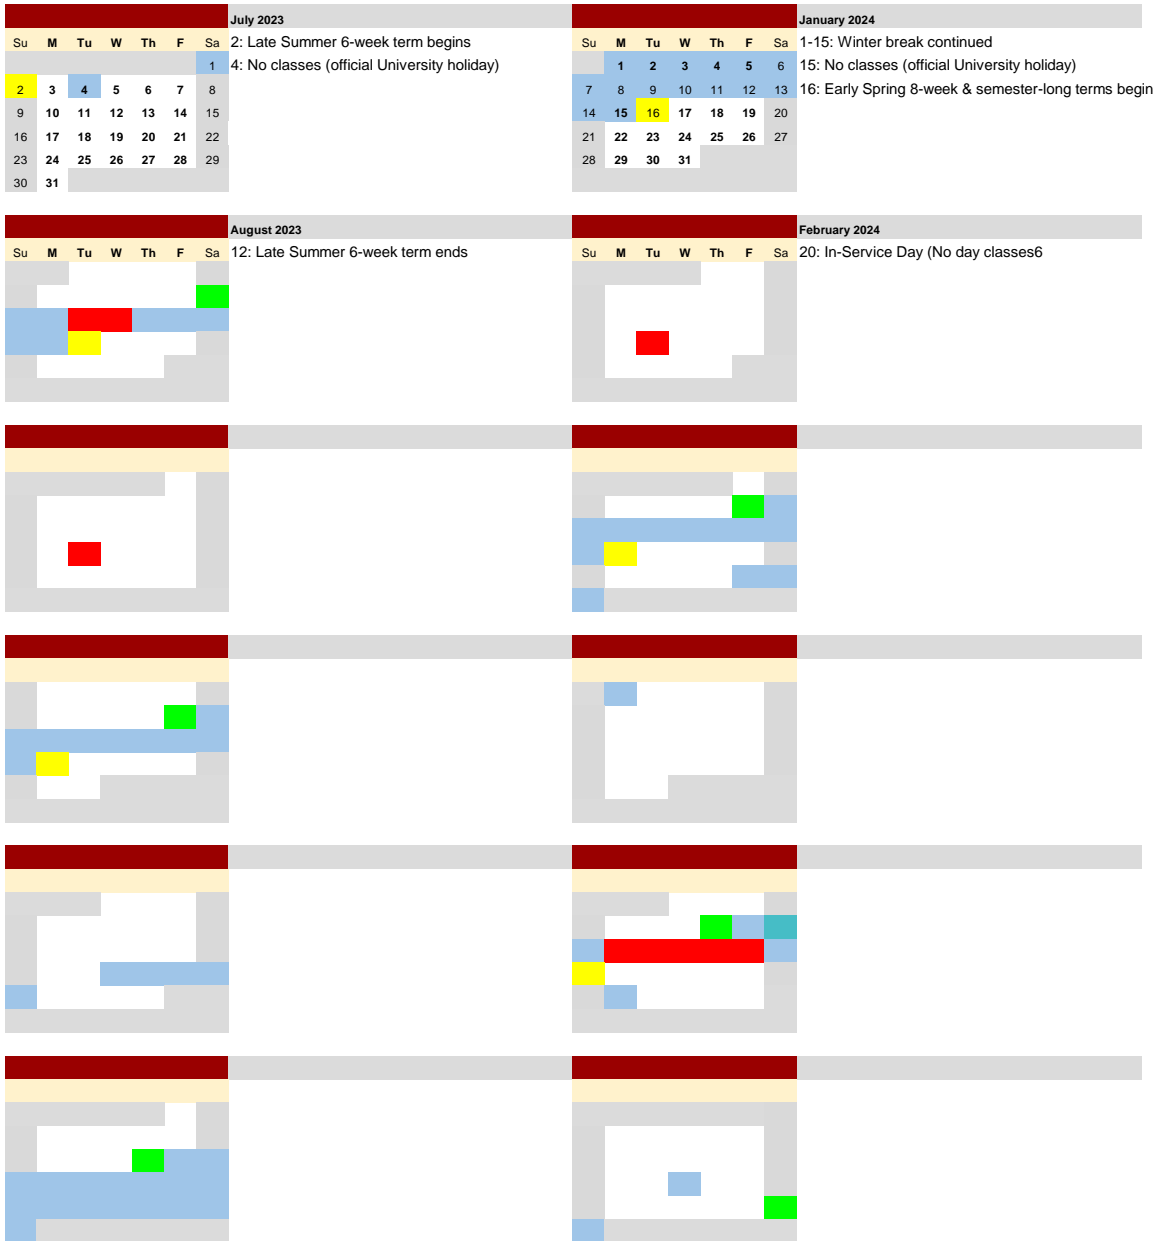 July 2023
Su M Tu W Th F Sa
1
2 3 4 5 6 7 8
9 10 11 12 13 14 15
16 17 18 19 20 21 22
23 24 25 26 27 28 29
30 31
2: Late Summer 6-week term begins
4: No classes (official University holiday)
January 2024
Su M Tu W Th F Sa
1 2 3 4 5 6
7 8 9 10 11 12 13
14 15 16 17 18 19 20
21 22 23 24 25 26 27
28 29 30 31
1-15: Winter break continued
15: No classes (official University holiday)
16: Early Spring 8-week & semester-long terms begin
August 2023
Su M Tu W Th F Sa
12: Late Summer 6-week term ends
February 2024
Su M Tu W Th F Sa
20: In-Service Day (No day classes6